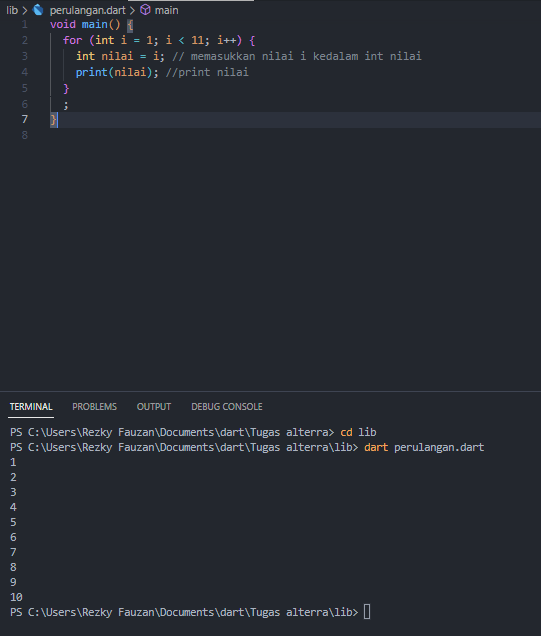 lib > perulangan.dart > main
1 void main() {
2 for (int i = 1; i < 11; i++) {
3 int nilai = i; // memasukkan nilai i kedalam int nilai
4 print(nilai); //print nilai
5 }
6 ;
7 }
8
TERMINAL PROBLEMS OUTPUT DEBUG CONSOLE
PS C:\Users\Rezky Fauzan\Documents\dart\Tugas alterra> cd lib
PS C:\Users\Rezky Fauzan\Documents\dart\Tugas alterra\lib> dart perulangan.dart
1
2
3
4
5
6
7
8
9
10
PS C:\Users\Rezky Fauzan\Documents\dart\Tugas alterra\lib>